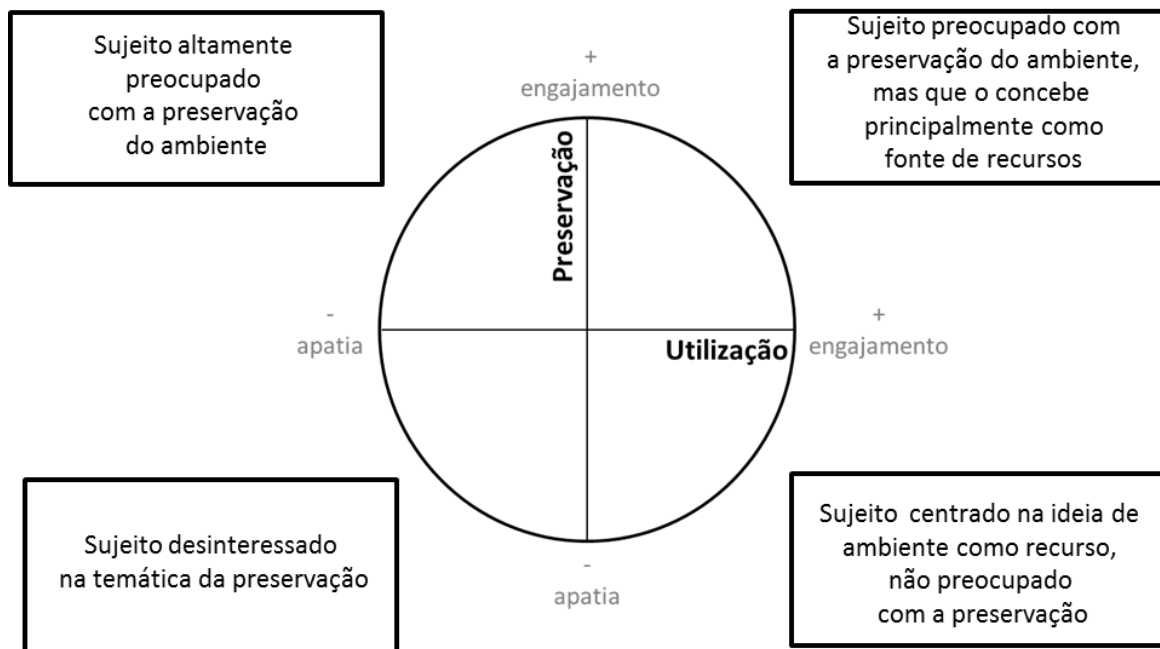 Sujeito altamente
preocupado
com a preservação
do ambiente
+
engajamento
Sujeito preocupado com
a preservação do ambiente,
mas que o concebe
principalmente como
fonte de recursos
Preservação
-
apatia
Utilização
+
engajamento
Sujeito desinteressado
na temática da preservação
-
apatia
Sujeito centrado na ideia de
ambiente como recurso,
não preocupado
com a preservação